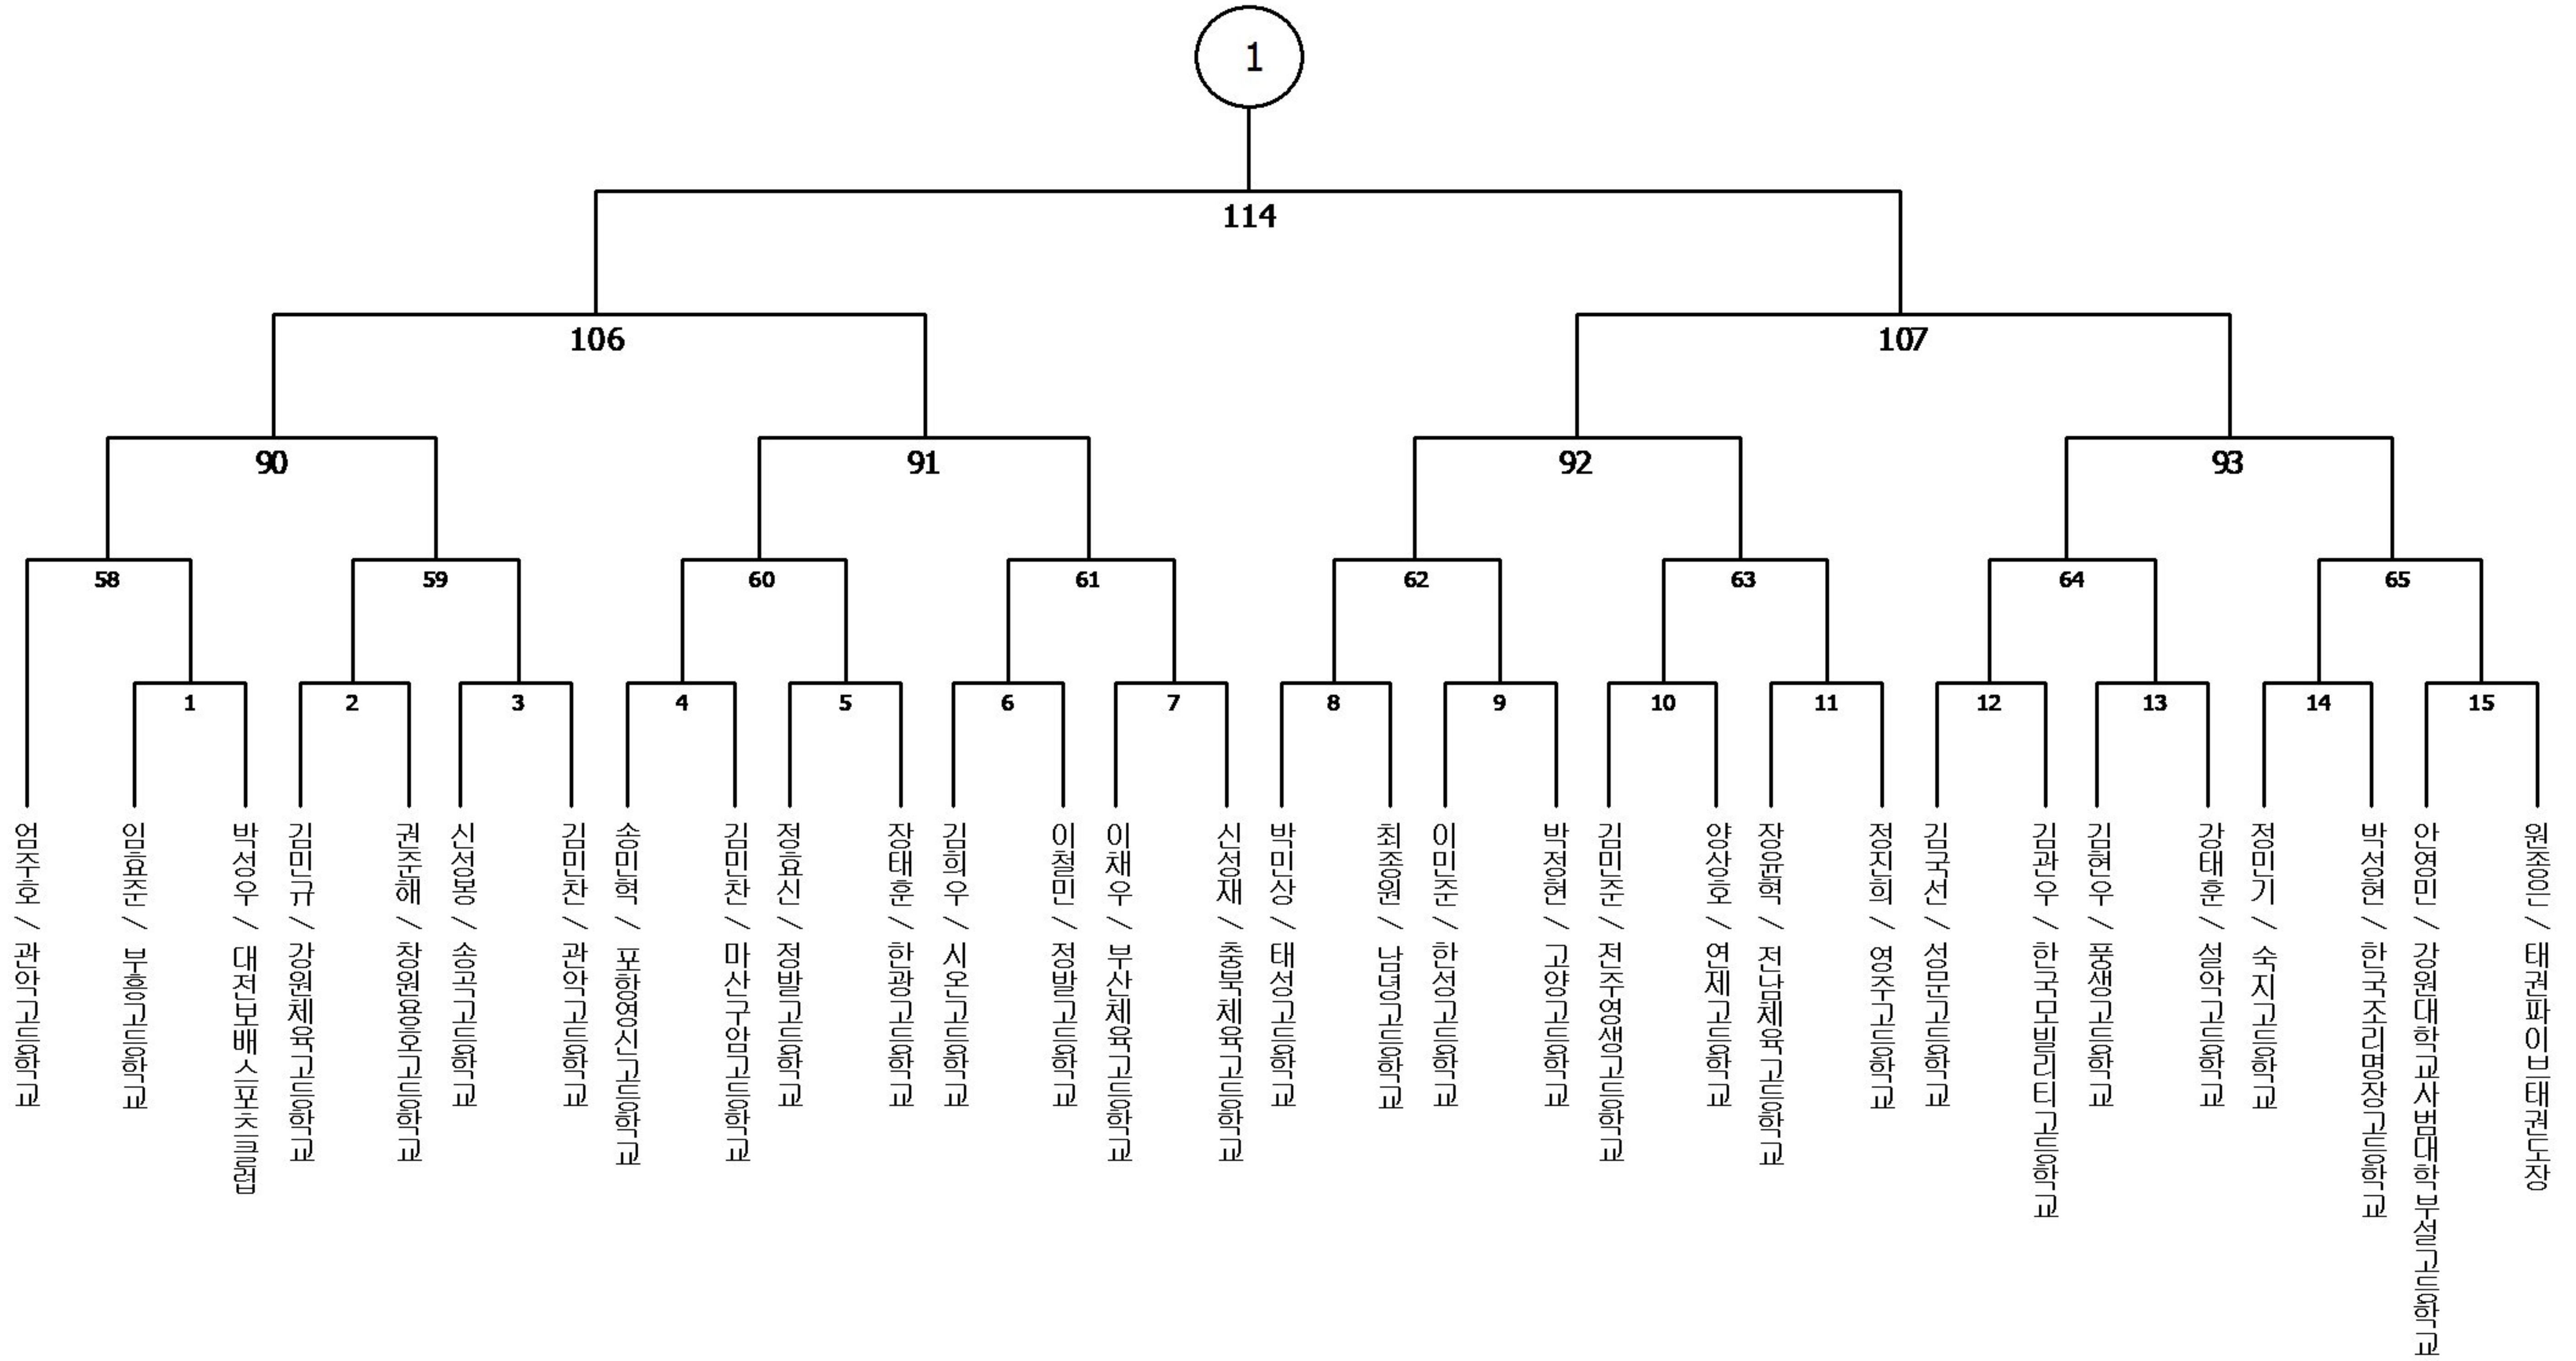 1
114
106
107
90
91
92
93
58
59
60
61
62
63
64
65
1
2
3
4
5
6
7
8
9
10
11
12
13
14
15
엄주호 / 관악고등학교
임효준 / 부흥고등학교
박성우 / 대전보배스포츠클럽
김민규 / 강원체육고등학교
권준해 / 창원용호고등학교
신성봉 / 송곡고등학교
김민찬 / 관악고등학교
송민혁 / 포항영신고등학교
김민찬 / 마산구암고등학교
정효신 / 정발고등학교
장태훈 / 한광고등학교
김희우 / 시온고등학교
이철민 / 정발고등학교
이채우 / 부산체육고등학교
신성재 / 충북체육고등학교
박민상 / 태성고등학교
최종원 / 남녕고등학교
이민준 / 한성고등학교
박정현 / 고양고등학교
김민준 / 전주영생고등학교
양상호 / 연제고등학교
장윤혁 / 전남체육고등학교
정진희 / 영주고등학교
김국선 / 성문고등학교
김관우 / 한국모빌리티고등학교
김현우 / 풍생고등학교
강태훈 / 설악고등학교
정민기 / 숙지고등학교
박성현 / 한국조리명장고등학교
안영민 / 강원대학교사범대학부설고등학교
원종은 / 태권파이브태권도장